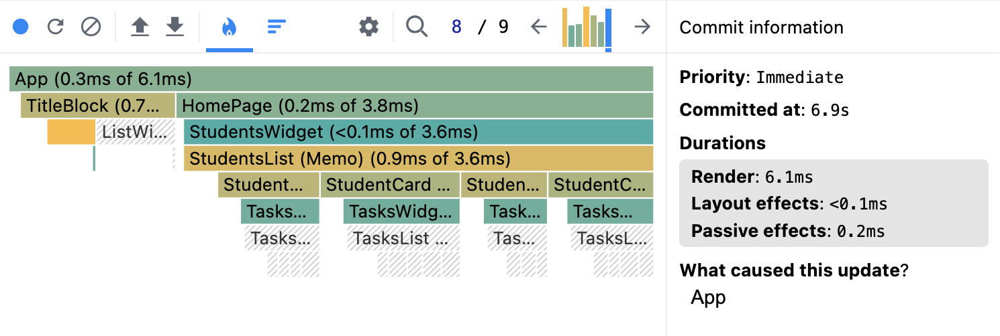 8 / 9
Commit information
App (0.3ms of 6.1ms)
TitleBlock (0.7... HomePage (0.2ms of 3.8ms)
ListWi... StudentsWidget (<0.1ms of 3.6ms)
StudentsList (Memo) (0.9ms of 3.6ms)
Student... StudentCard ... Studen... StudentC...
Tasks... TasksWidg... Task... Tasks...
Tasks... TasksList ... Tas... TasksL...
Priority: Immediate
Committed at: 6.9s
Durations
Render: 6.1ms
Layout effects: <0.1ms
Passive effects: 0.2ms
What caused this update?
App